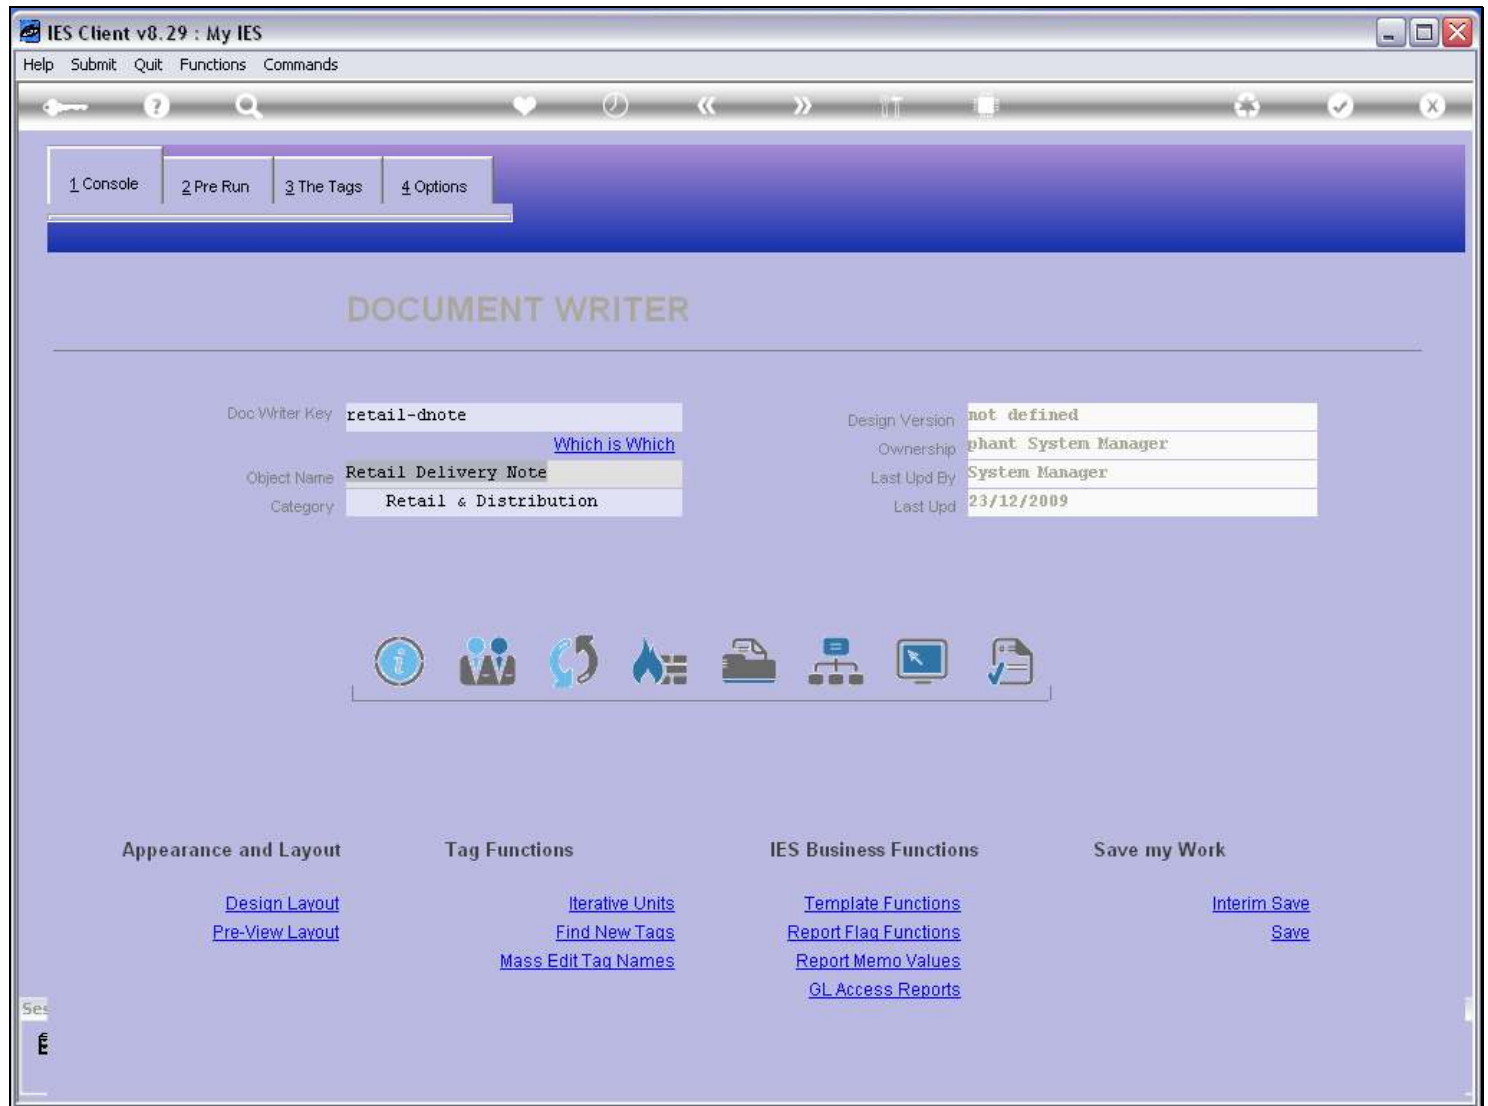 IES Client v8.29 : My IES
Help Submit Quit Functions Commands
1 Console 2 Pre Run 3 The Tags 4 Options
DOCUMENT WRITER
Doc Writer Key retail-dnote Design Version not defined
Which is Which Ownership phant System Manager
Object Name Retail Delivery Note Last Upd By System Manager
Category Retail & Distribution Last Upd 23/12/2009
Appearance and Layout Tag Functions IES Business Functions Save my Work
Design Layout Iterative Units Template Functions Interim Save
Pre-View Layout Find New Tags Report Flag Functions Save
Mass Edit Tag Names Report Memo Values
GL Access Reports
Ses